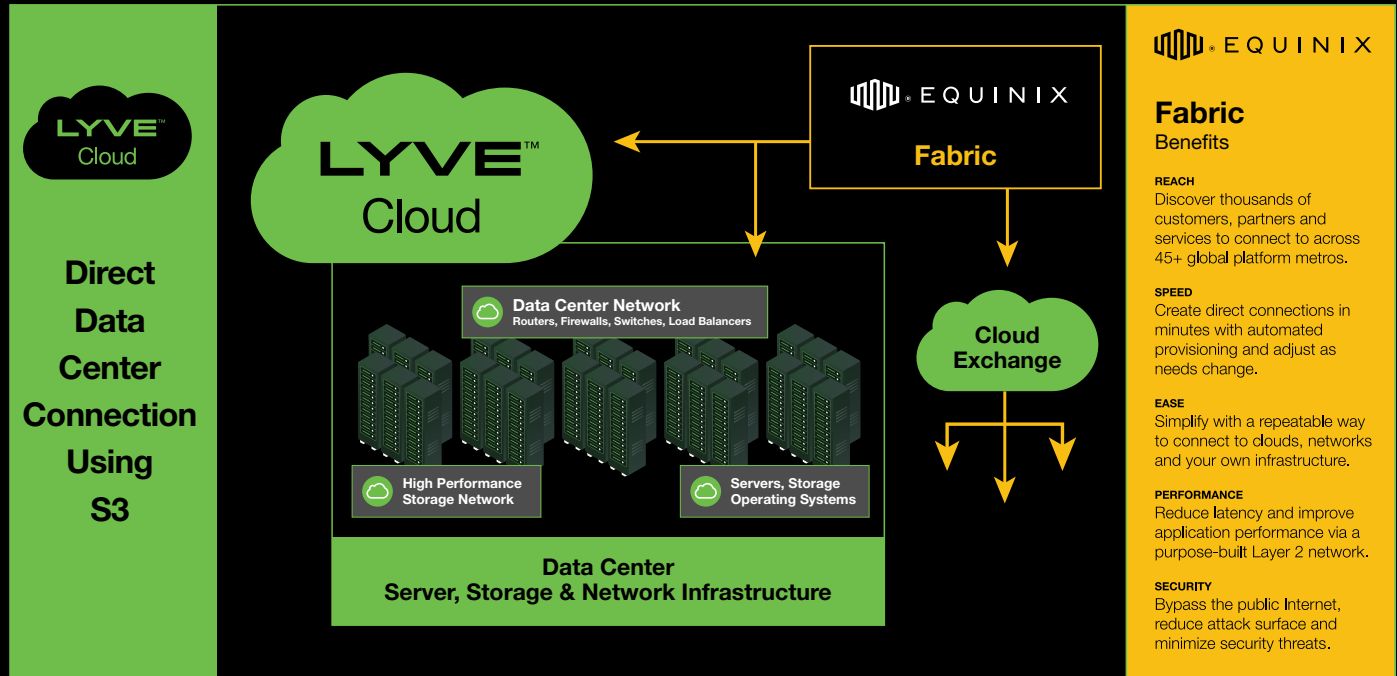 LYVE™
Cloud
Direct
Data
Center
Connection
Using
S3
LYVE™
Cloud
EQUINIX
Fabric
Data Center Network
Routers, Firewalls, Switches, Load Balancers
High Performance
Storage Network
Servers, Storage
Operating Systems
Data Center
Server, Storage & Network Infrastructure
Cloud
Exchange
EQUINIX
Fabric
Benefits
REACH
Discover thousands of
customers, partners and
services to connect to across
45+ global platform metros.
SPEED
Create direct connections in
minutes with automated
provisioning and adjust as
needs change.
EASE
Simplify with a repeatable way
to connect to clouds, networks
and your own infrastructure.
PERFORMANCE
Reduce latency and improve
application performance via a
purpose-built Layer 2 network.
SECURITY
Bypass the public Internet,
reduce attack surface and
minimize security threats.